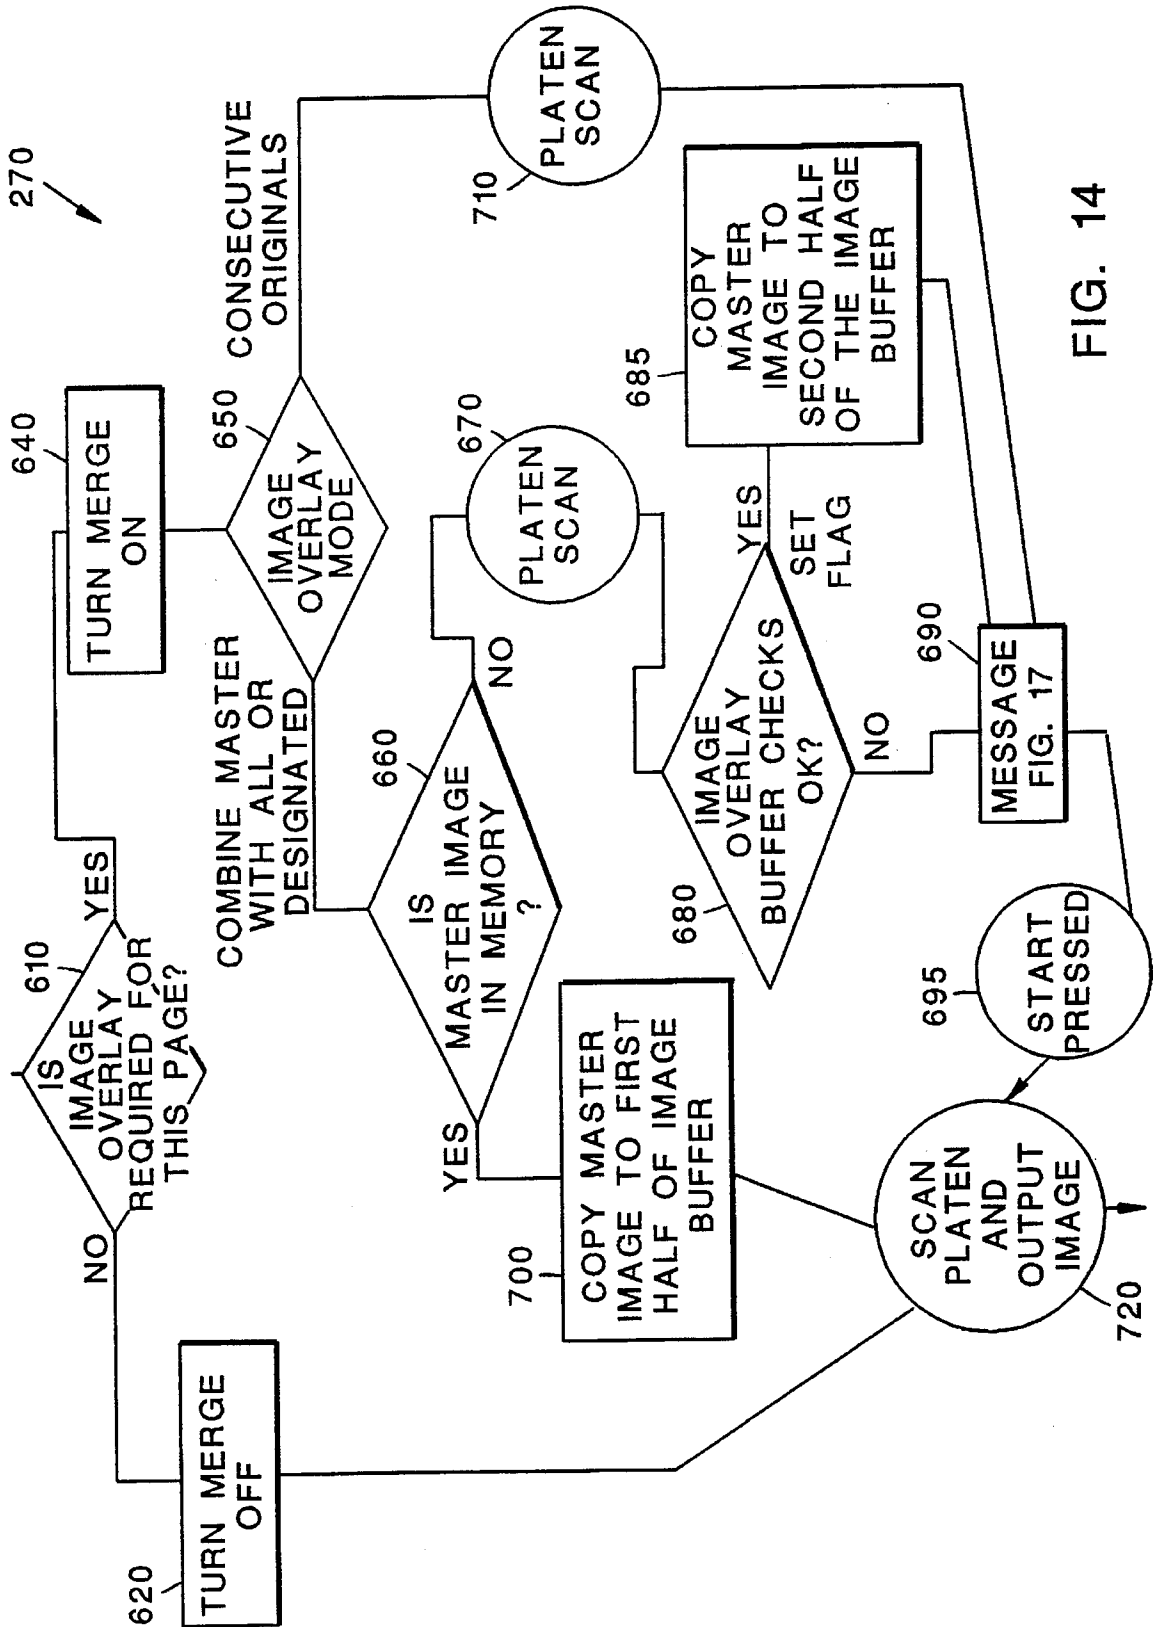 270
610
IS
IMAGE
OVERLAY
REQUIRED FOR
THIS PAGE?
NO
YES
620
TURN MERGE
OFF
640
TURN MERGE
ON
650
IMAGE
OVERLAY
MODE
CONSECUTIVE
ORIGINALS
COMBINE MASTER
WITH ALL OR
DESIGNATED
660
IS
MASTER IMAGE
IN MEMORY
?
YES
NO
670
PLATEN
SCAN
710
PLATEN
SCAN
700
COPY MASTER
IMAGE TO FIRST
HALF OF IMAGE
BUFFER
680
IMAGE
OVERLAY
BUFFER CHECKS
OK?
YES
SET
FLAG
NO
685
COPY
MASTER
IMAGE TO
SECOND HALF
OF THE IMAGE
BUFFER
690
MESSAGE
FIG. 17
695
START
PRESSED
SCAN
PLATEN
AND
OUTPUT
IMAGE
720
FIG. 14